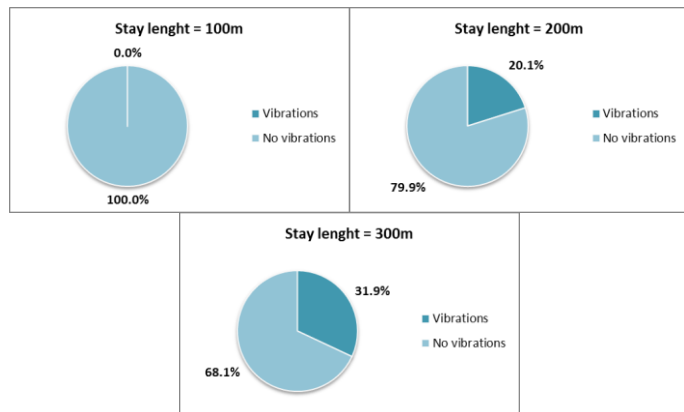 Stay lenght = 100m
0.0%
Vibrations
No vibrations
100.0%
Stay lenght = 200m
20.1%
Vibrations
No vibrations
79.9%
Stay lenght = 300m
31.9%
Vibrations
No vibrations
68.1%